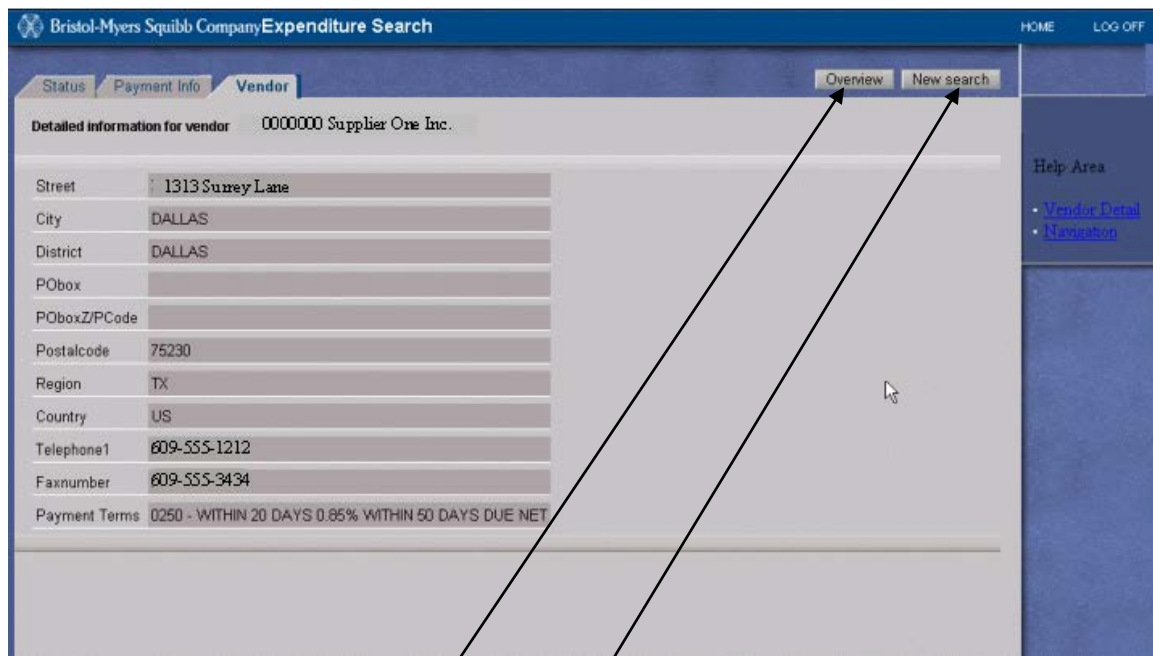 Bristol-Myers Squibb Company Expenditure Search HOME LOG OFF
Status Payment Info Vendor Overview New search
Detailed information for vendor 0000000 Supplier One Inc.
Help Area
Street 1313 Surrey Lane
City DALLAS
• Vendor Detail
• Navigation
District DALLAS
PObox
POboxZ/PCode
Postalcode 75230
Region TX
Country US
Telephone1 609-555-1212
Faxnumber 609-555-3434
Payment Terms 0250 - WITHIN 20 DAYS 0.85% WITHIN 50 DAYS DUE NET